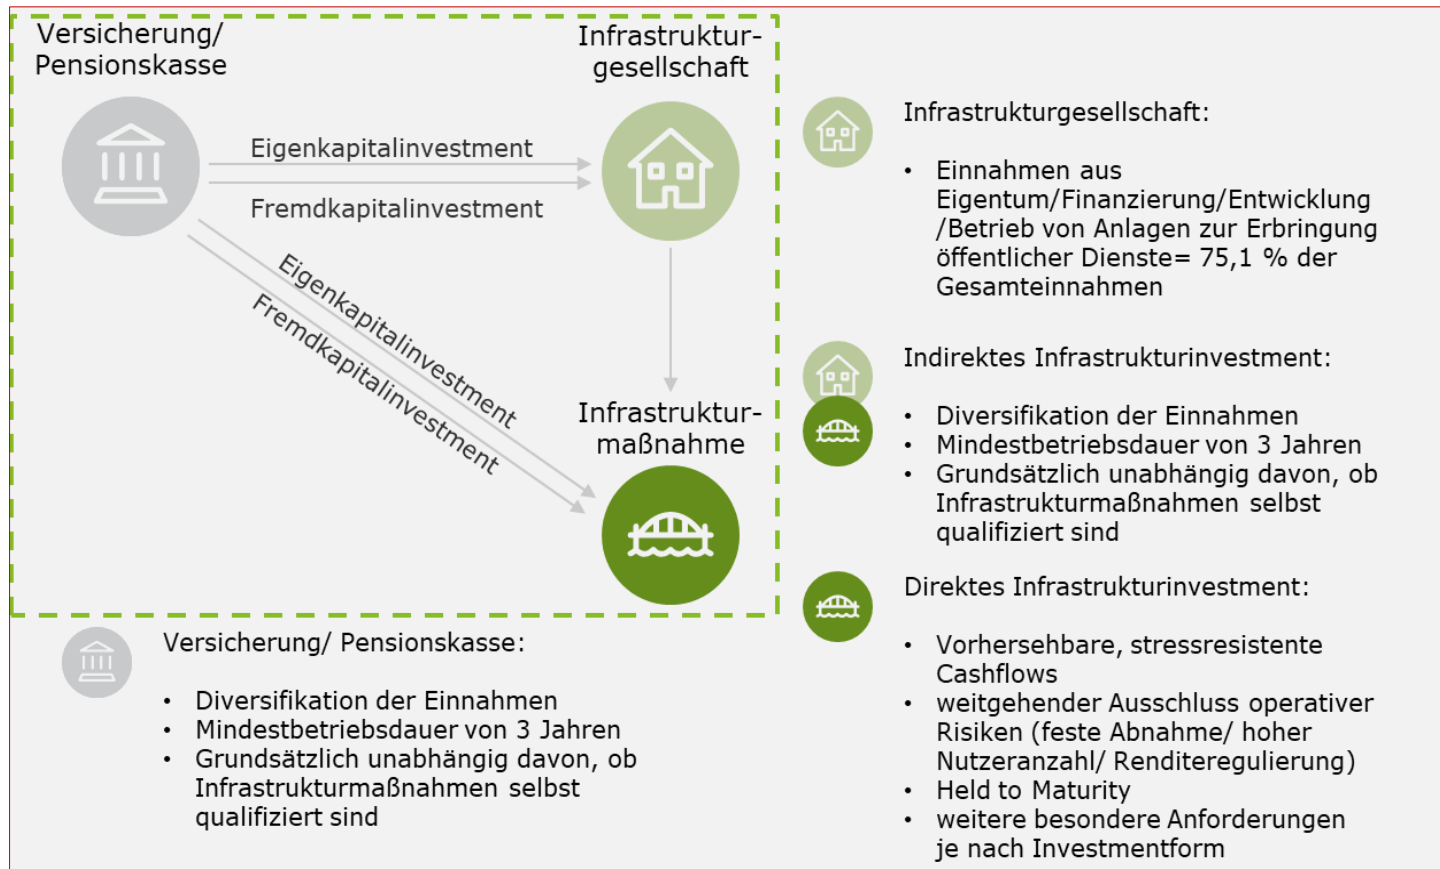 Versicherung/
Pensionskasse
Infrastruktur-
gesellschaft
Eigenkapitalinvestment
Fremdkapitalinvestment
Eigenkapitalinvestment
Fremdkapitalinvestment
Infrastruktur-
maßnahme
Infrastrukturgesellschaft:
• Einnahmen aus
Eigentum/Finanzierung/Entwicklung
/Betrieb von Anlagen zur Erbringung
öffentlicher Dienste= 75,1 % der
Gesamteinnahmen
Indirektes Infrastrukturinvestment:
• Diversifikation der Einnahmen
• Mindestbetriebsdauer von 3 Jahren
• Grundsätzlich unabhängig davon, ob
Infrastrukturmaßnahmen selbst
qualifiziert sind
Direktes Infrastrukturinvestment:
• Vorhersehbare, stressresistente
Cashflows
• weitgehender Ausschluss operativer
Risiken (feste Abnahme/ hoher
Nutzeranzahl/ Renditeregulierung)
• Held to Maturity
• weitere besondere Anforderungen
je nach Investmentform
Versicherung/ Pensionskasse:
• Diversifikation der Einnahmen
• Mindestbetriebsdauer von 3 Jahren
• Grundsätzlich unabhängig davon, ob
Infrastrukturmaßnahmen selbst
qualifiziert sind